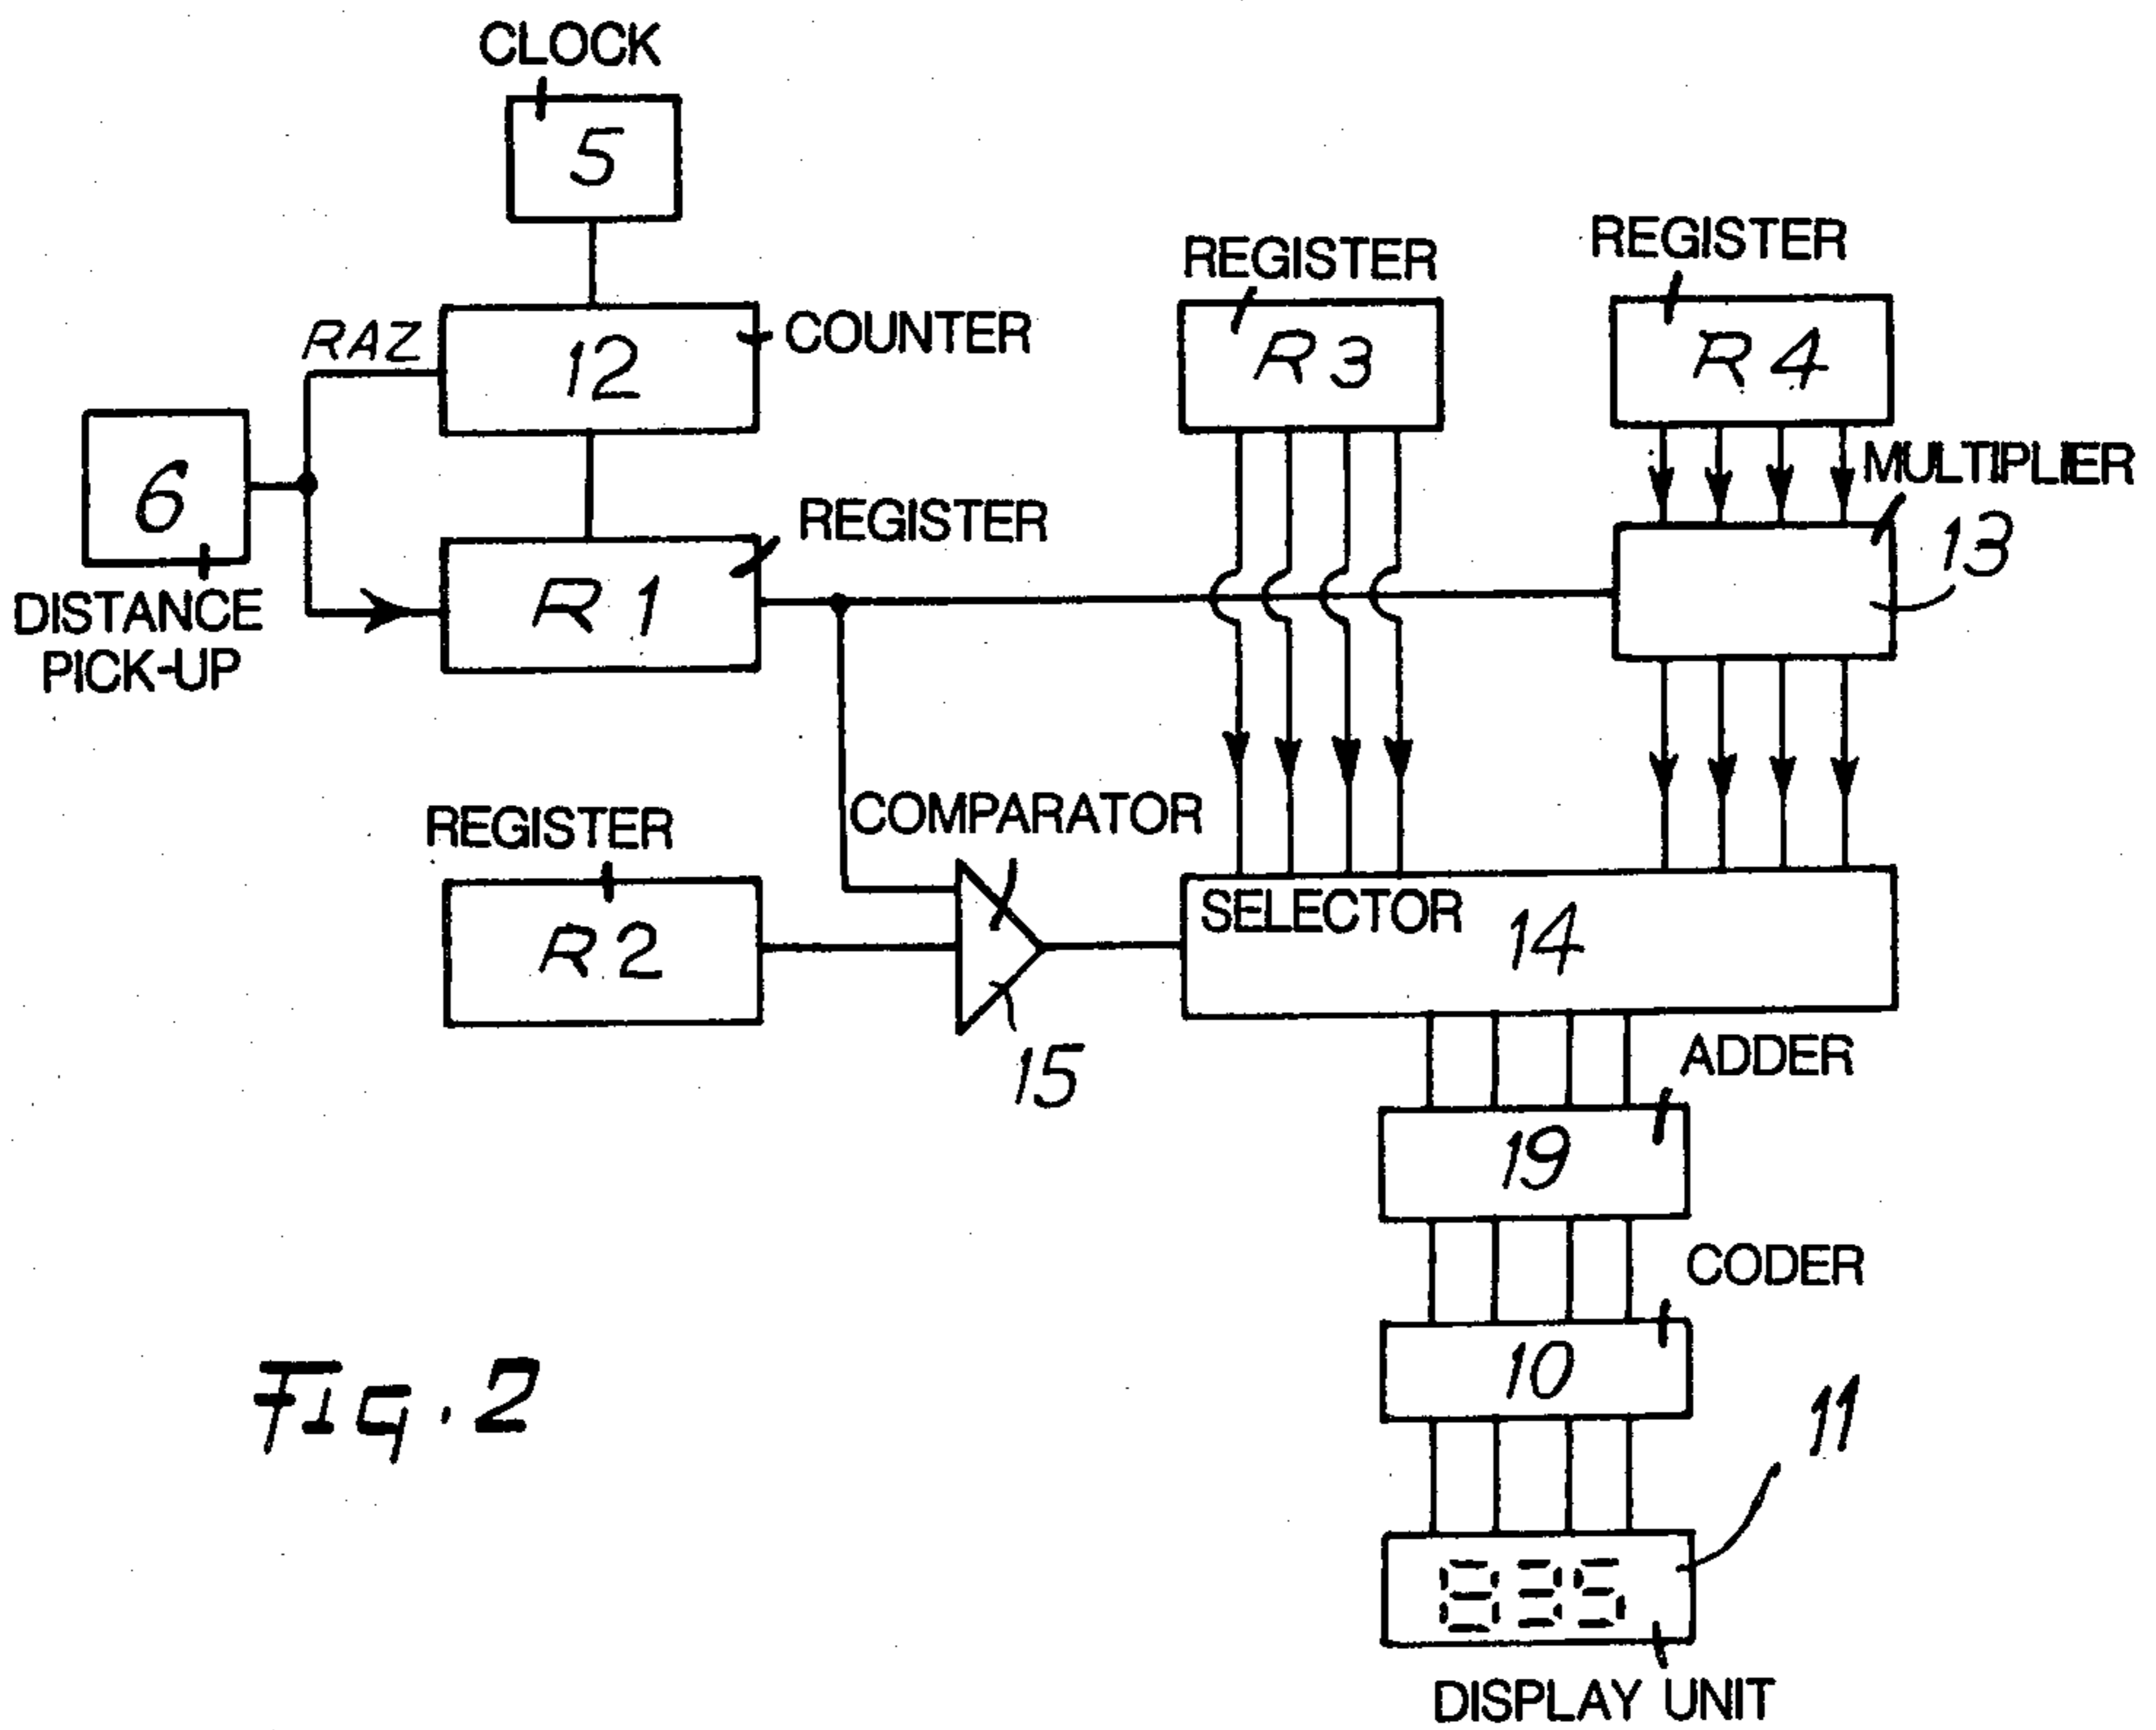 CLOCK
5
RAZ
12
COUNTER
REGISTER
R3
REGISTER
R4
MULTIPLIER
13
6
DISTANCE
PICK-UP
REGISTER
R1
REGISTER
R2
COMPARATOR
15
SELECTOR
14
ADDER
19
CODER
10
11
835
DISPLAY UNIT
FIG.2